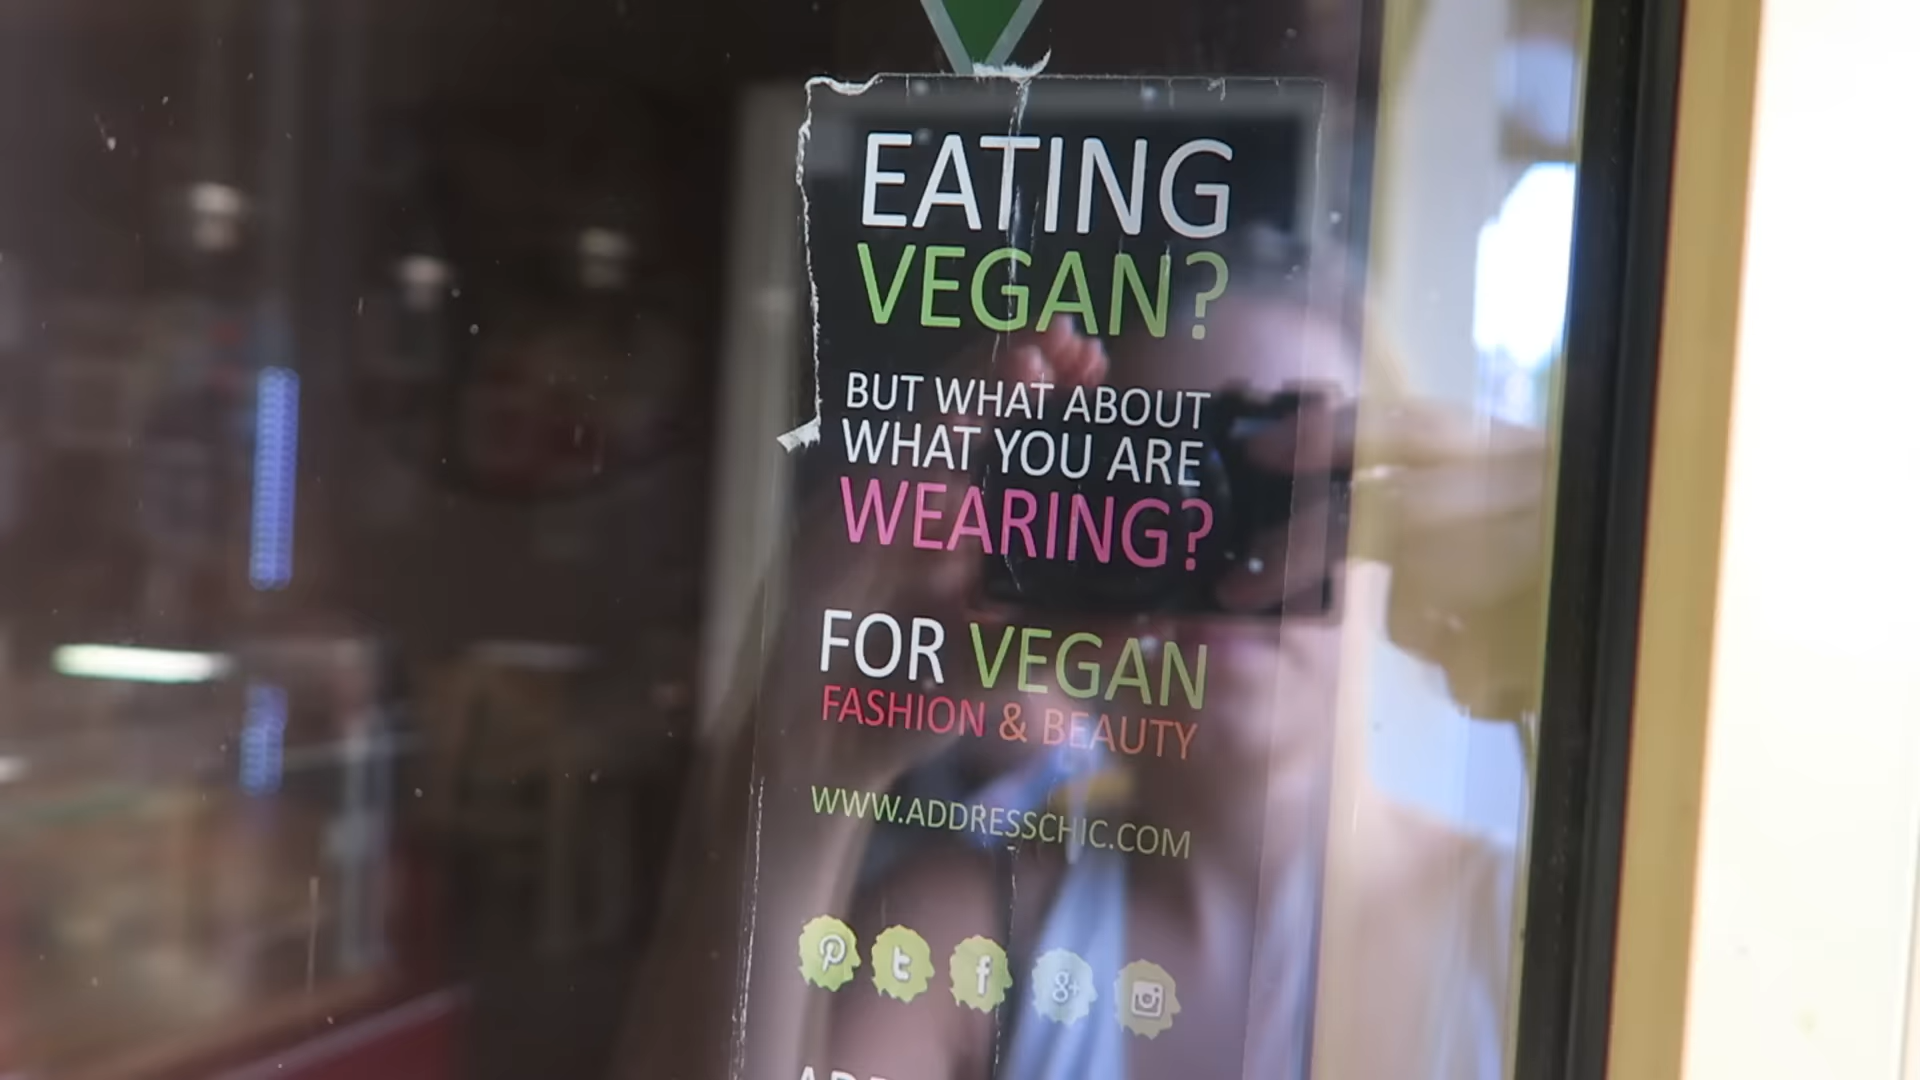 EATING
VEGAN?
BUT WHAT ABOUT
WHAT YOU ARE
WEARING?
FOR VEGAN
FASHION & BEAUTY
WWW.ADDRESSCHIC.COM